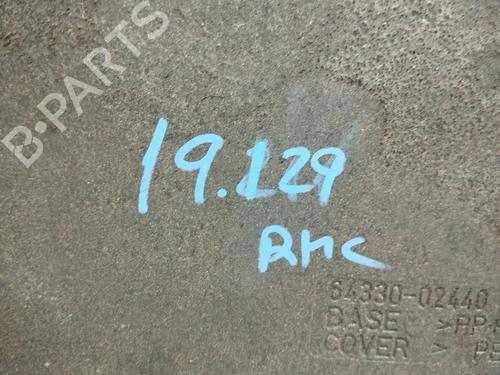 B-PARTS
19.129
RMC
64330-02440
BASE >PP
COVER > PE